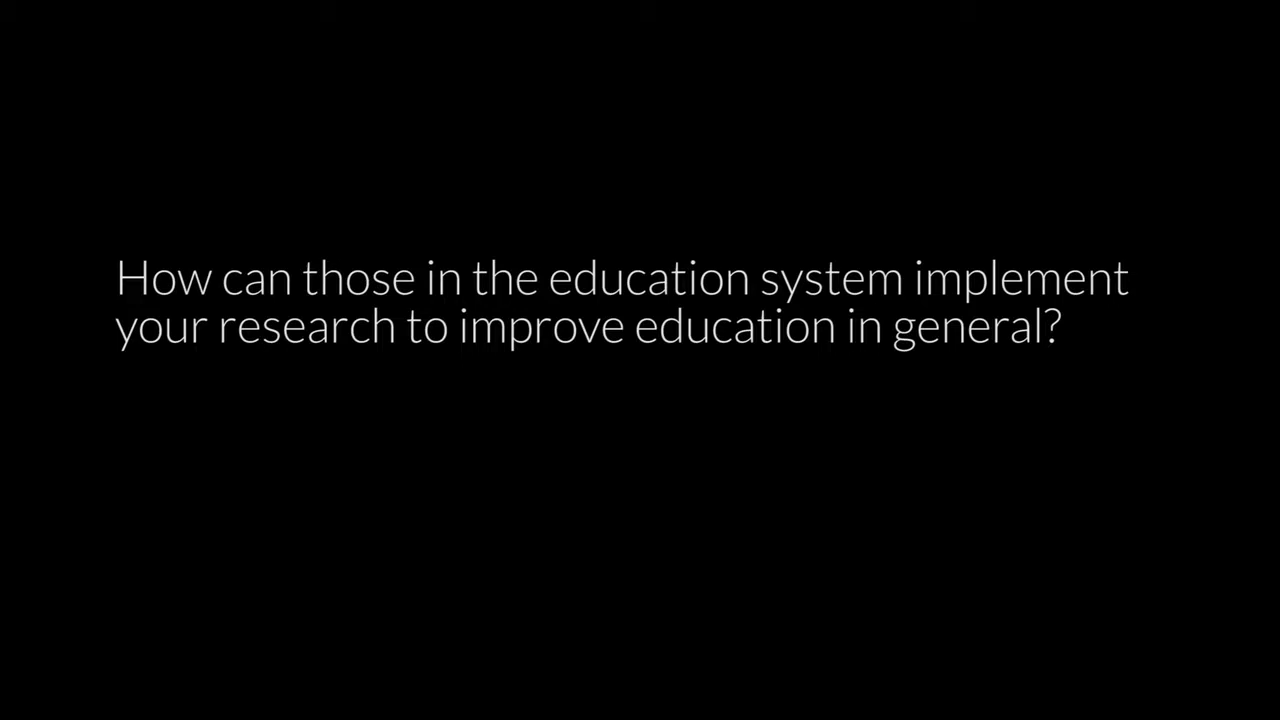 How can those in the education system implement
your research to improve education in general?